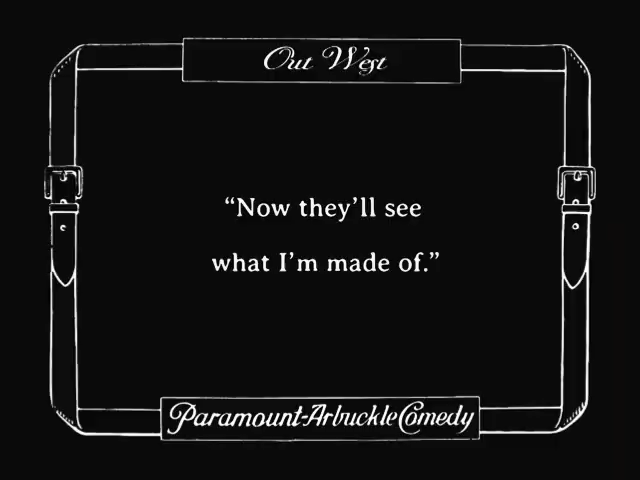 Out West
“Now they’ll see
what I’m made of.”
Paramount-Arbuckle Comedy